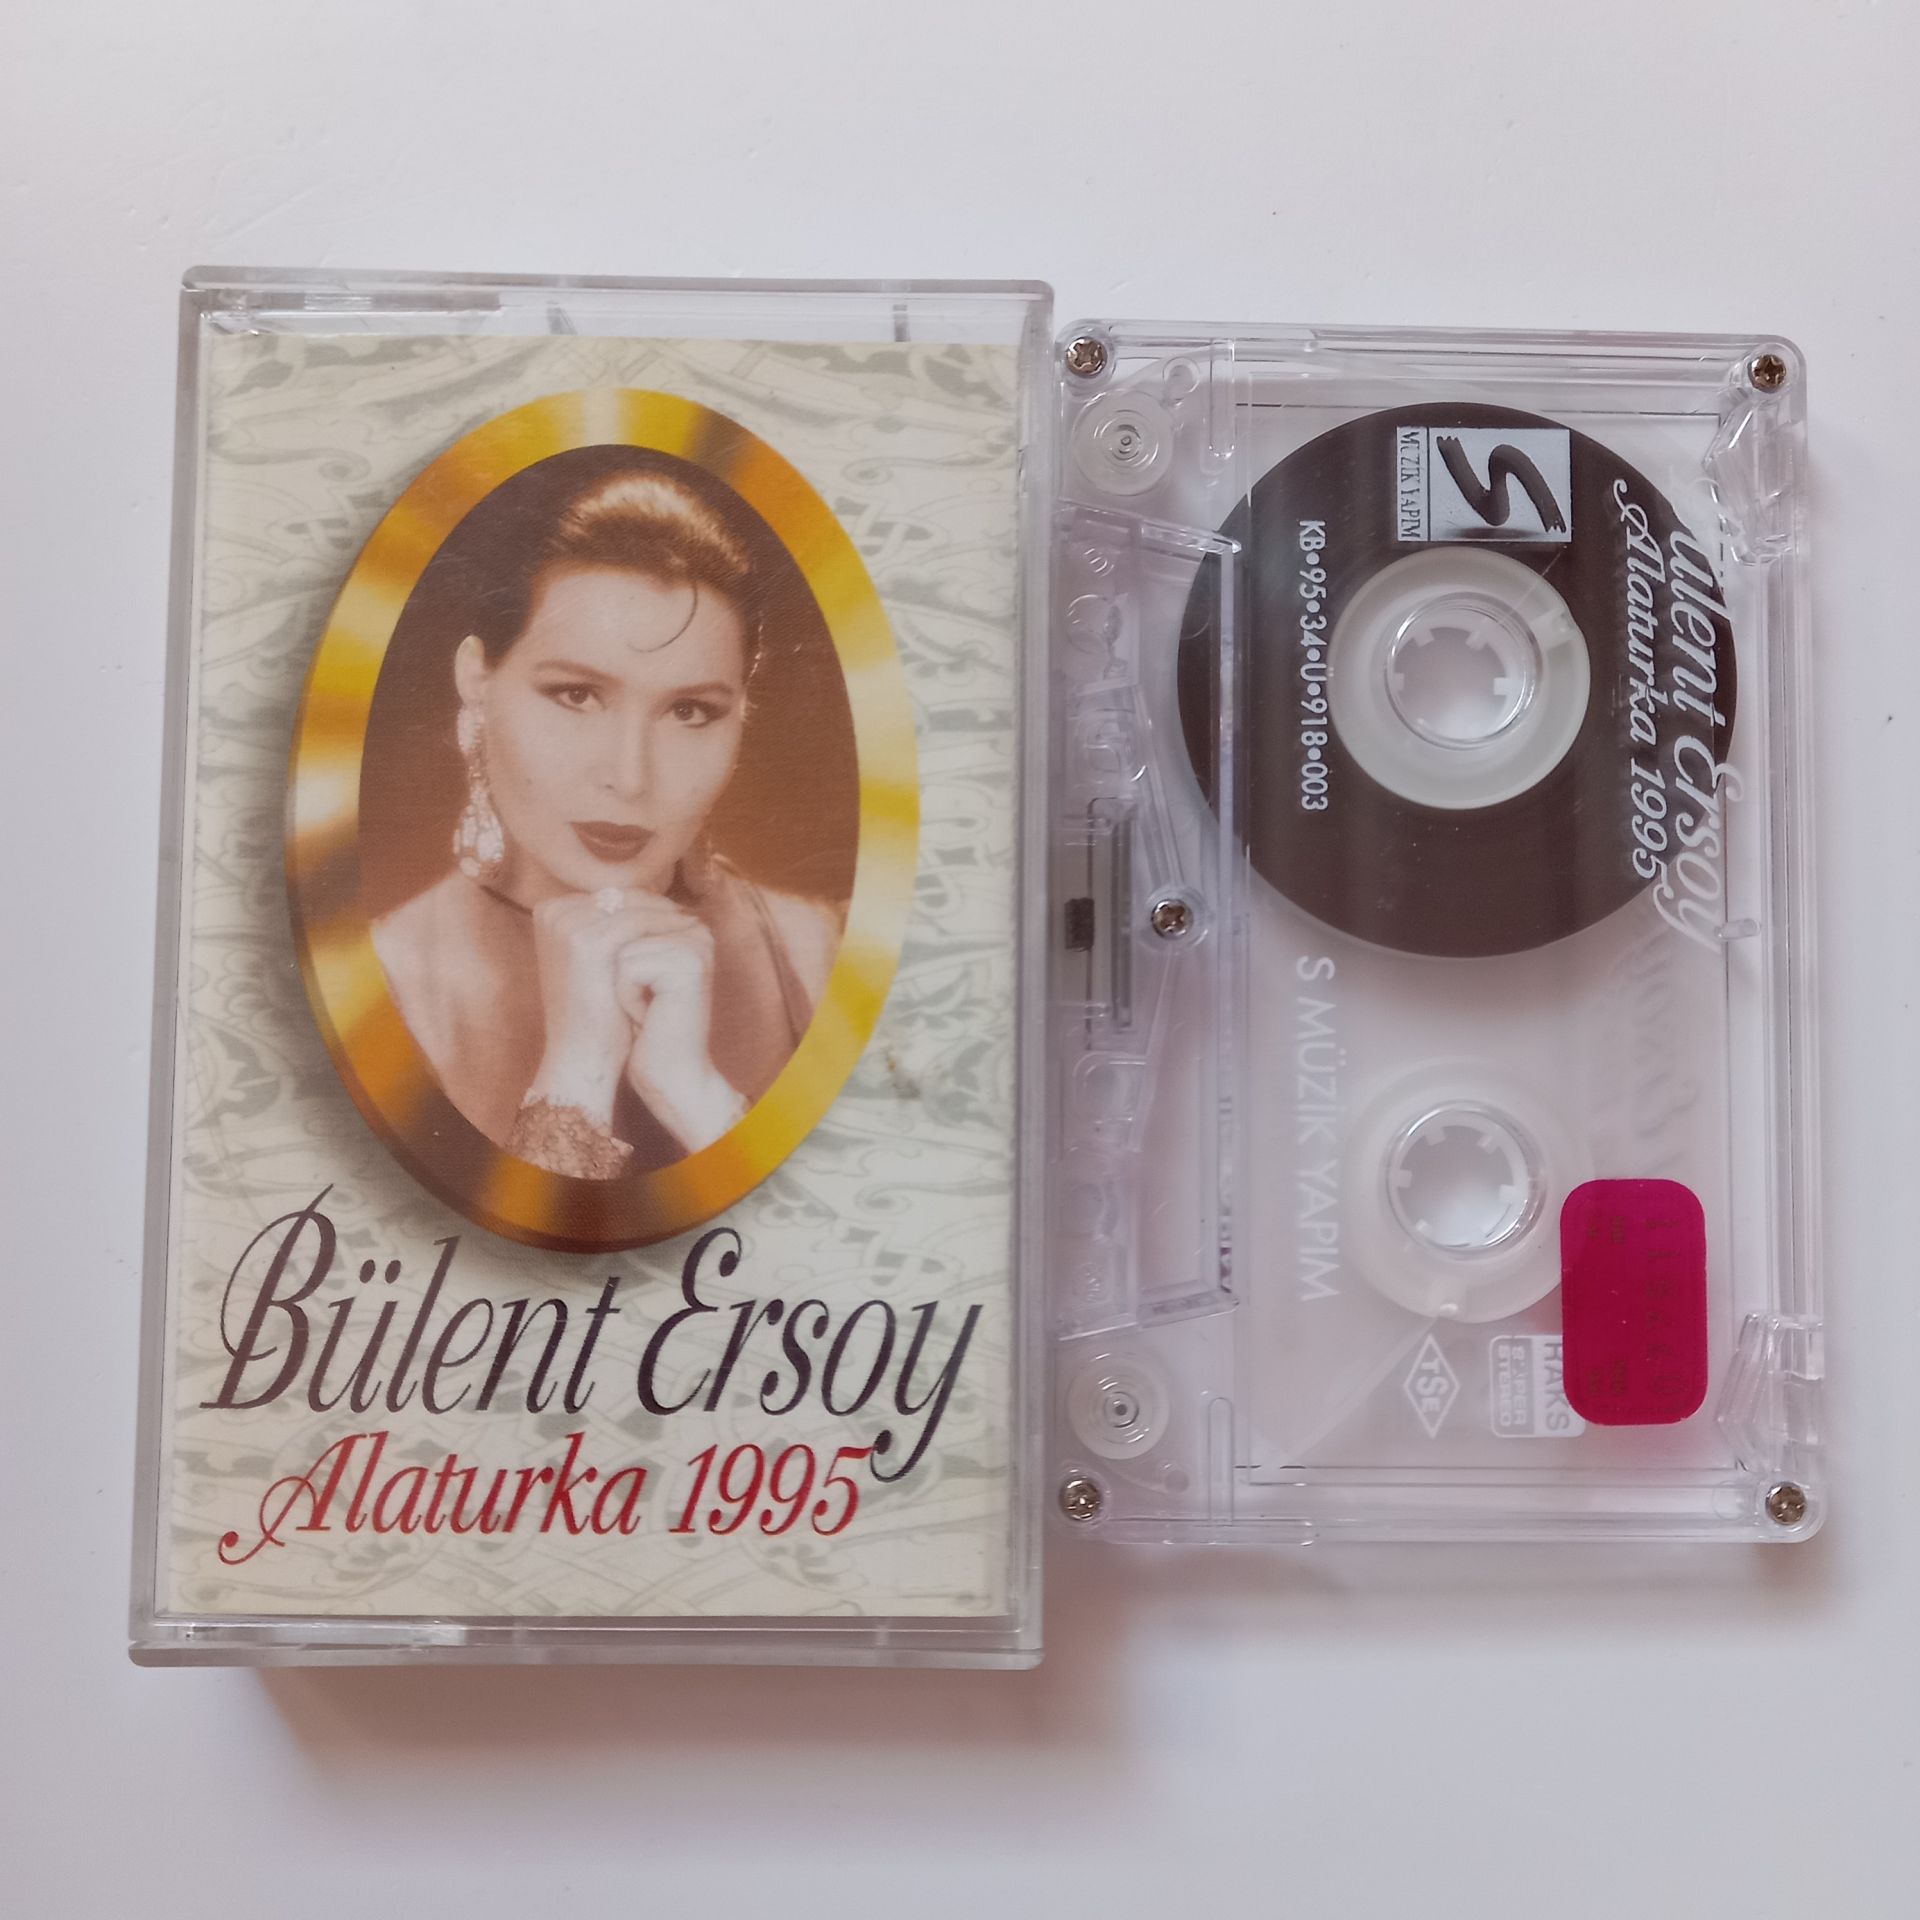 Bülent Ersoy
Alaturka 1995
Ersoy
Alaturka 1995
S
MÜZİK YAPIM
KB•95•34•U•918•003
S MÜZİK YAPIM
RAKS
SUPER
STEREO
TSE